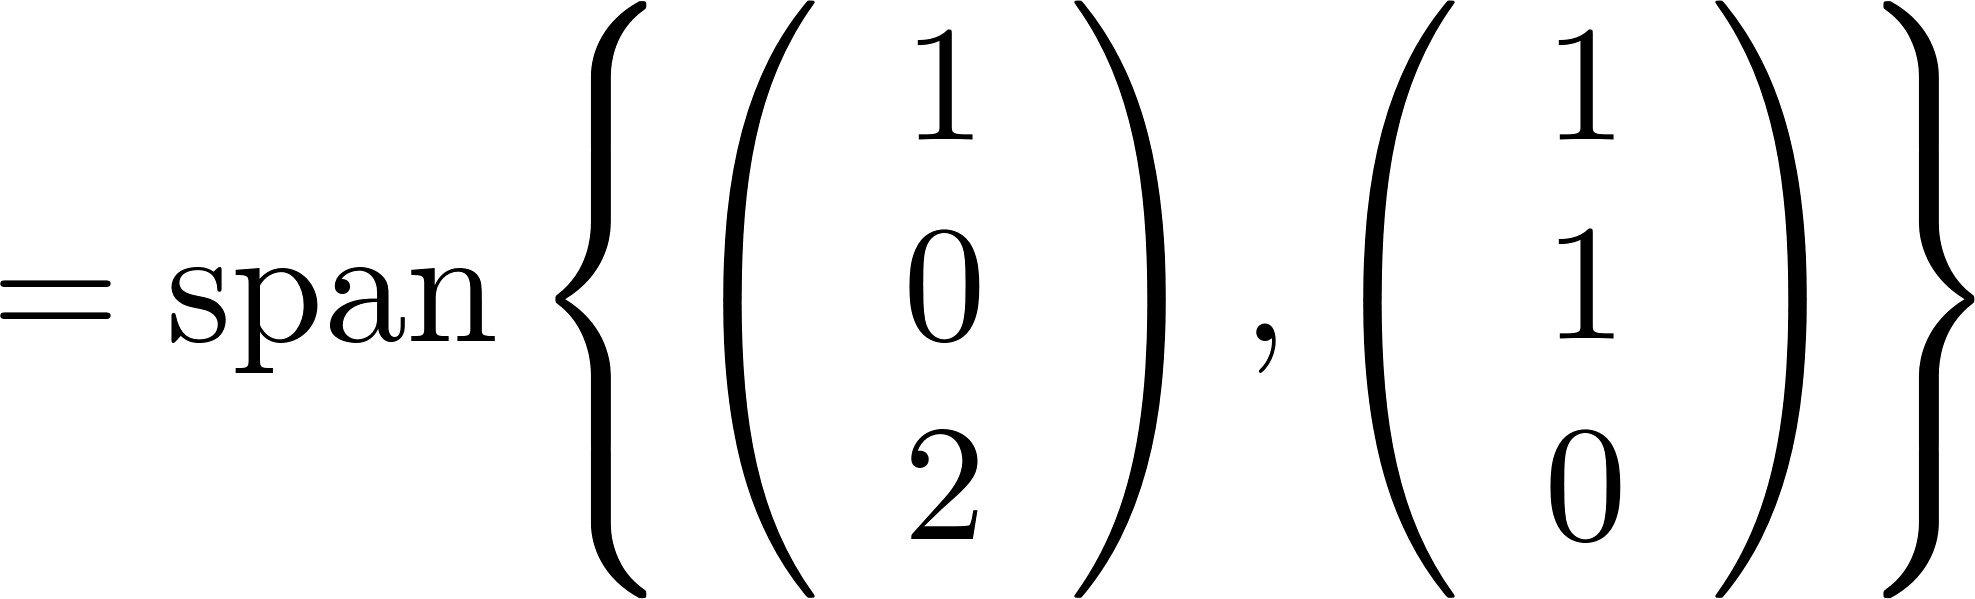 = span { ( 1 0 2 ) , ( 1 1 0 ) }